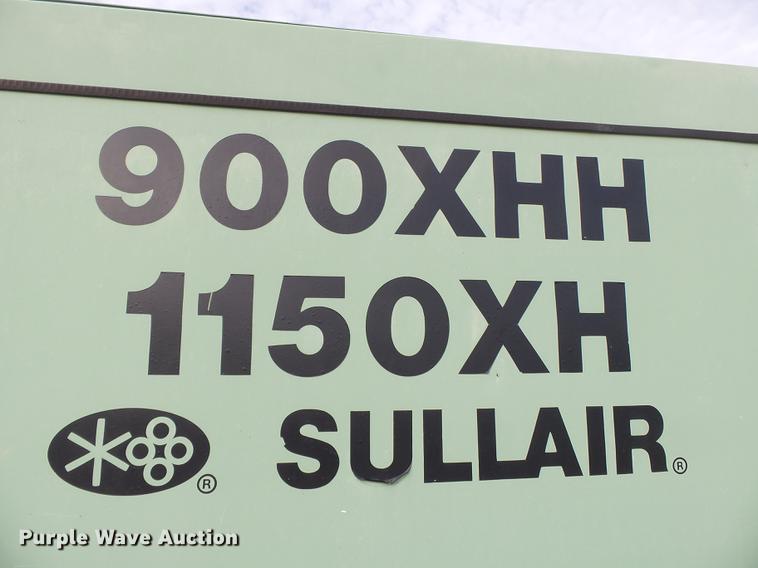 900XHH
1150XH
SULLAIR®
®
Purple Wave Auction